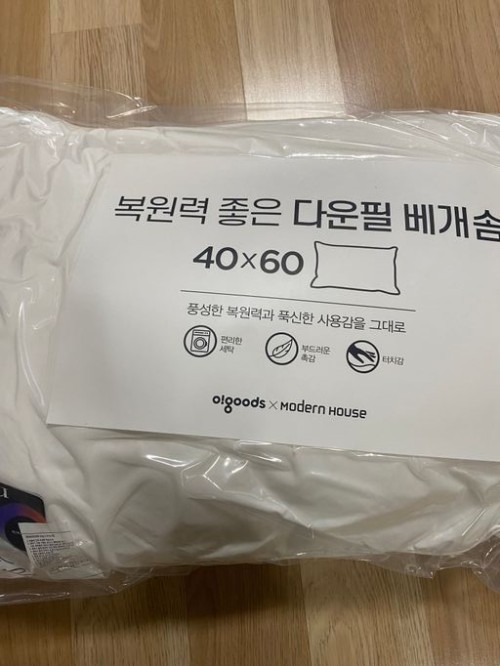 복원력 좋은 다운필 베개솜
40×60
풍성한 복원력과 푹신한 사용감을 그대로
편리한
세탁
부드러운
촉감
터치감
oigoods × Modern House